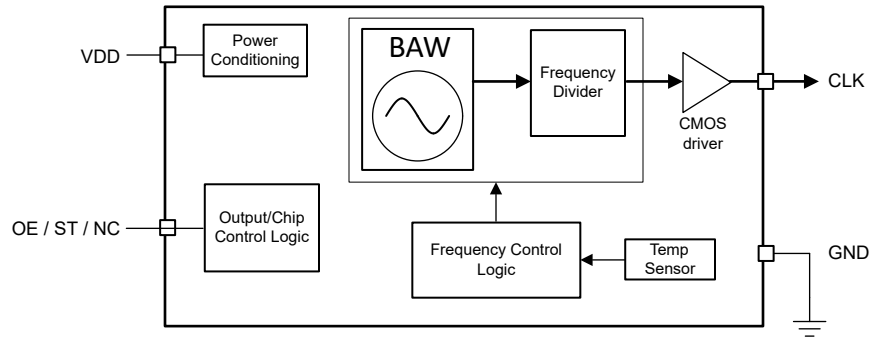 VDD
Power
Conditioning
BAW
Frequency
Divider
CMOS
driver
CLK
OE / ST / NC
Output/Chip
Control Logic
Frequency Control
Logic
Temp
Sensor
GND